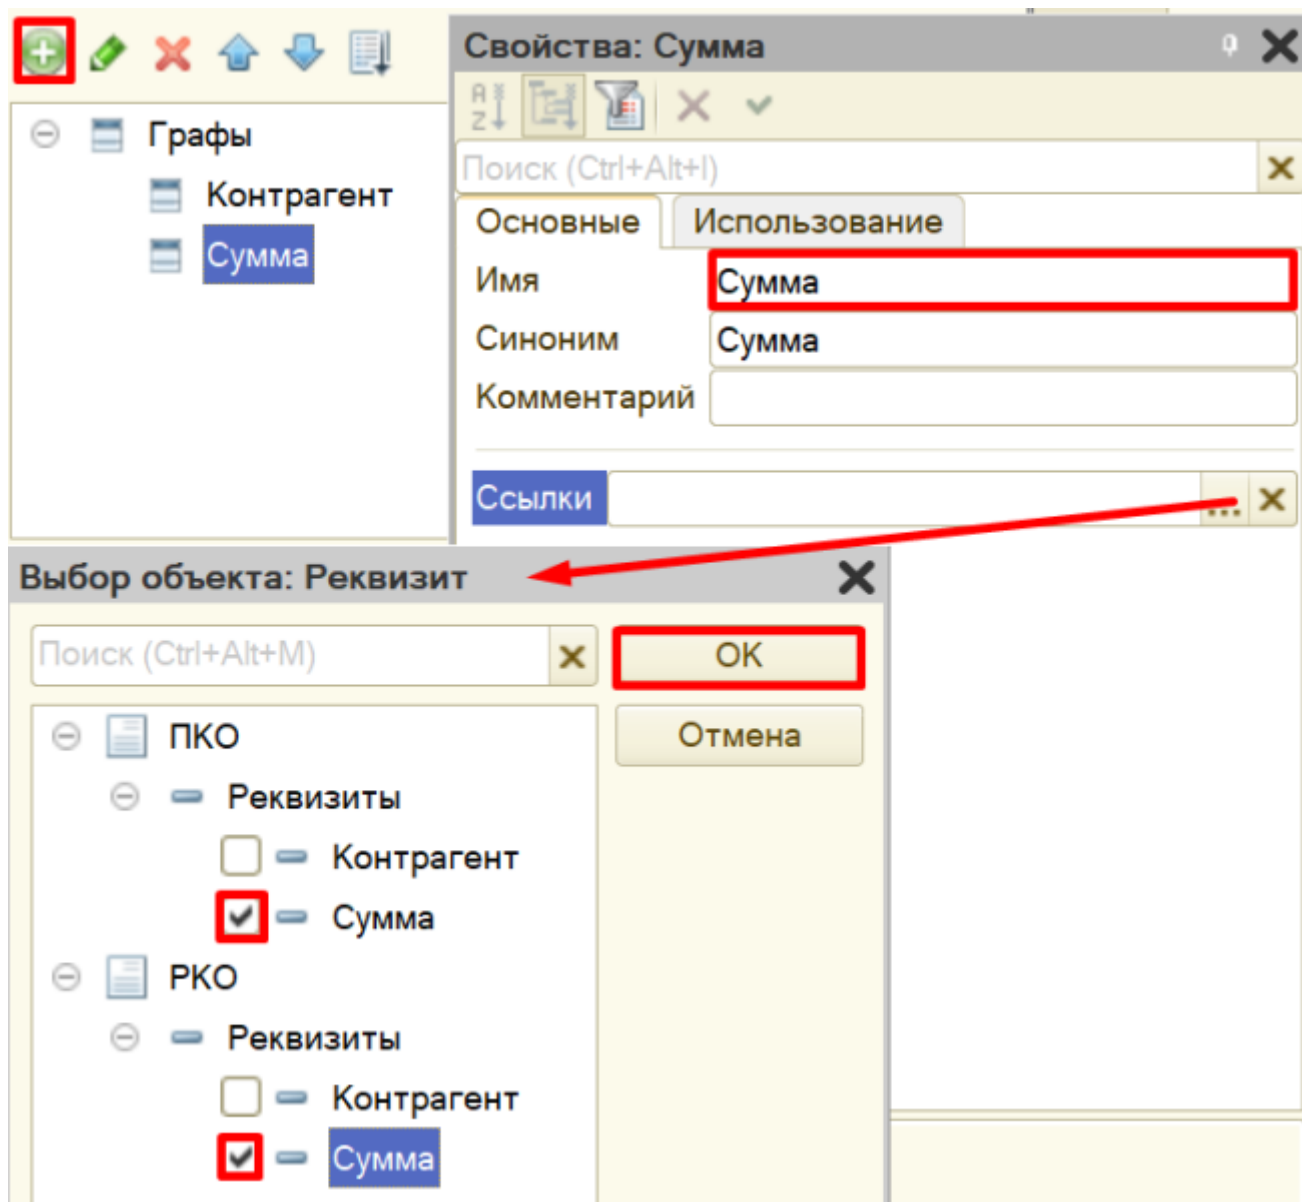 Свойства: Сумма
Графы
Контрагент
Сумма
Поиск (Ctrl+Alt+I)
Основные
Использование
Имя
Сумма
Синоним
Сумма
Комментарий
Ссылки
...
Выбор объекта: Реквизит
Поиск (Ctrl+Alt+M)
OK
Отмена
ПКО
Реквизиты
Контрагент
Сумма
РКО
Реквизиты
Контрагент
Сумма